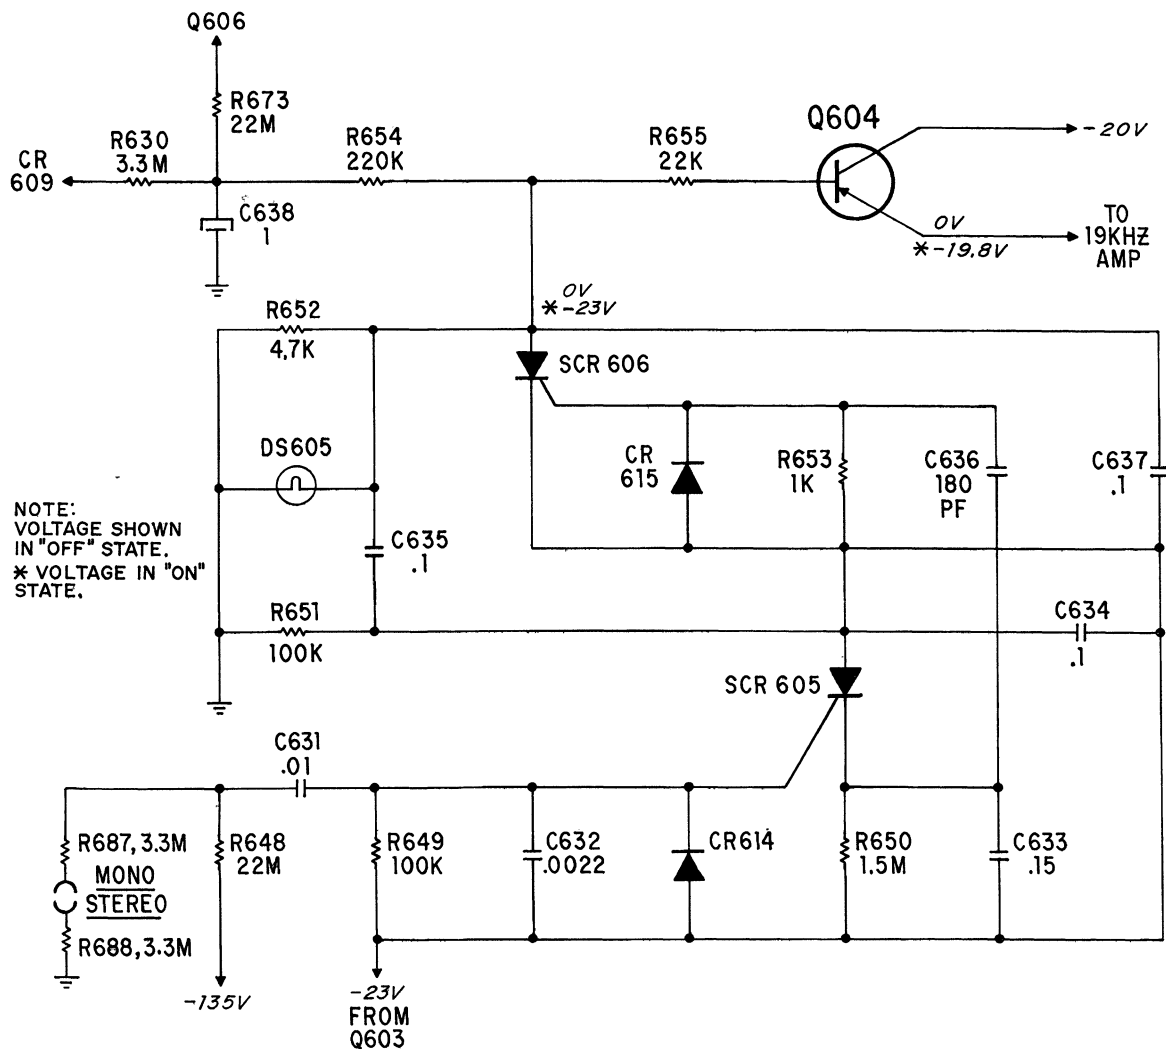 Q606
R673
22M
R630
3.3M
R654
220K
R655
22K
Q604
-20V
CR
609
C638
1
0V
*-19.8V
TO
19KHZ
AMP
0V
*-23V
R652
4.7K
SCR 606
DS605
CR
615
R653
1K
C636
180
PF
C637
.1
NOTE:
VOLTAGE SHOWN
IN "OFF" STATE.
* VOLTAGE IN "ON"
STATE.
C635
.1
R651
100K
C634
.1
SCR 605
C631
.01
R687, 3.3M
MONO
STEREO
R688, 3.3M
R648
22M
R649
100K
C632
.0022
CR614
R650
1.5M
C633
.15
-135V
-23V
FROM
Q603